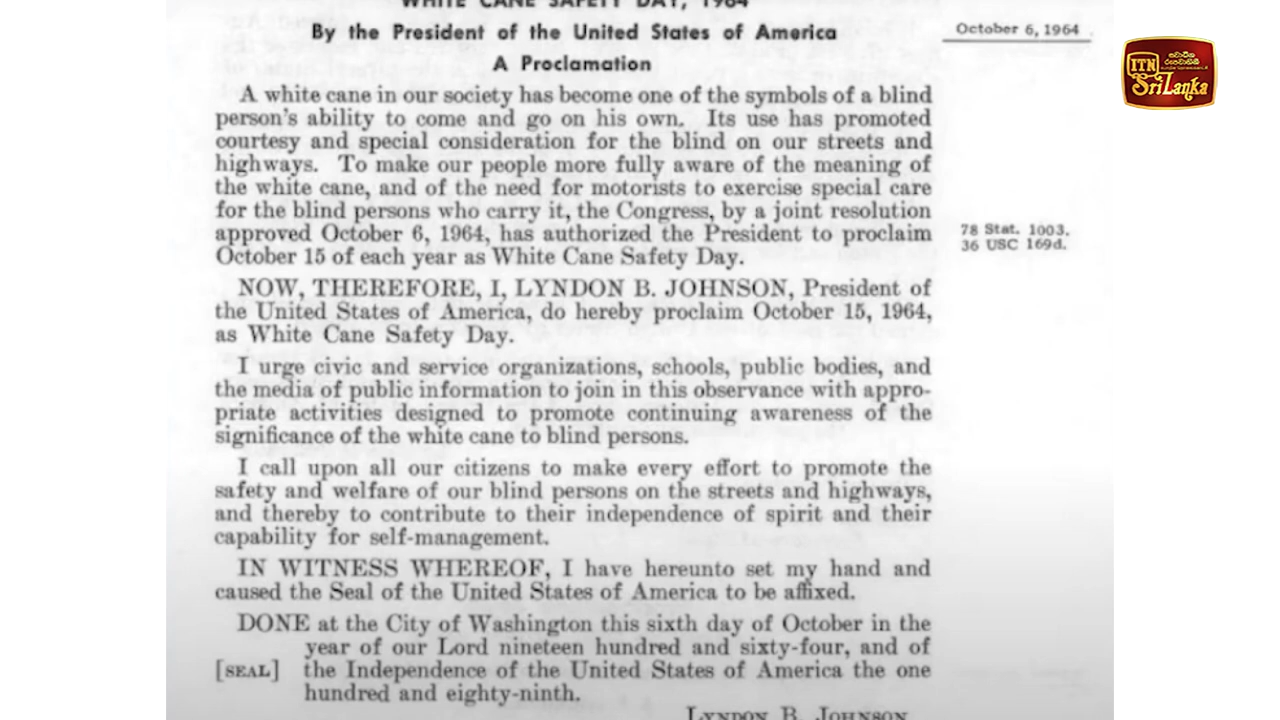 WHITE CANE SAFETY DAY, 1964
By the President of the United States of America
October 6, 1964
A Proclamation
A white cane in our society has become one of the symbols of a blind
person's ability to come and go on his own. Its use has promoted
courtesy and special consideration for the blind on our streets and
highways. To make our people more fully aware of the meaning of
the white cane, and of the need for motorists to exercise special care
for the blind persons who carry it, the Congress, by a joint resolution
approved October 6, 1964, has authorized the President to proclaim
October 15 of each year as White Cane Safety Day.
78 Stat. 1003.
36 USC 169d.
NOW, THEREFORE, I, LYNDON B. JOHNSON, President of
the United States of America, do hereby proclaim October 15, 1964,
as White Cane Safety Day.
I urge civic and service organizations, schools, public bodies, and
the media of public information to join in this observance with appro-
priate activities designed to promote continuing awareness of the
significance of the white cane to blind persons.
I call upon all our citizens to make every effort to promote the
safety and welfare of our blind persons on the streets and highways,
and thereby to contribute to their independence of spirit and their
capability for self-management.
IN WITNESS WHEREOF, I have hereunto set my hand and
caused the Seal of the United States of America to be affixed.
DONE at the City of Washington this sixth day of October in the
year of our Lord nineteen hundred and sixty-four, and of
[SEAL] the Independence of the United States of America the one
hundred and eighty-ninth.
LYNDON B. JOHNSON
ITN
SriLanka